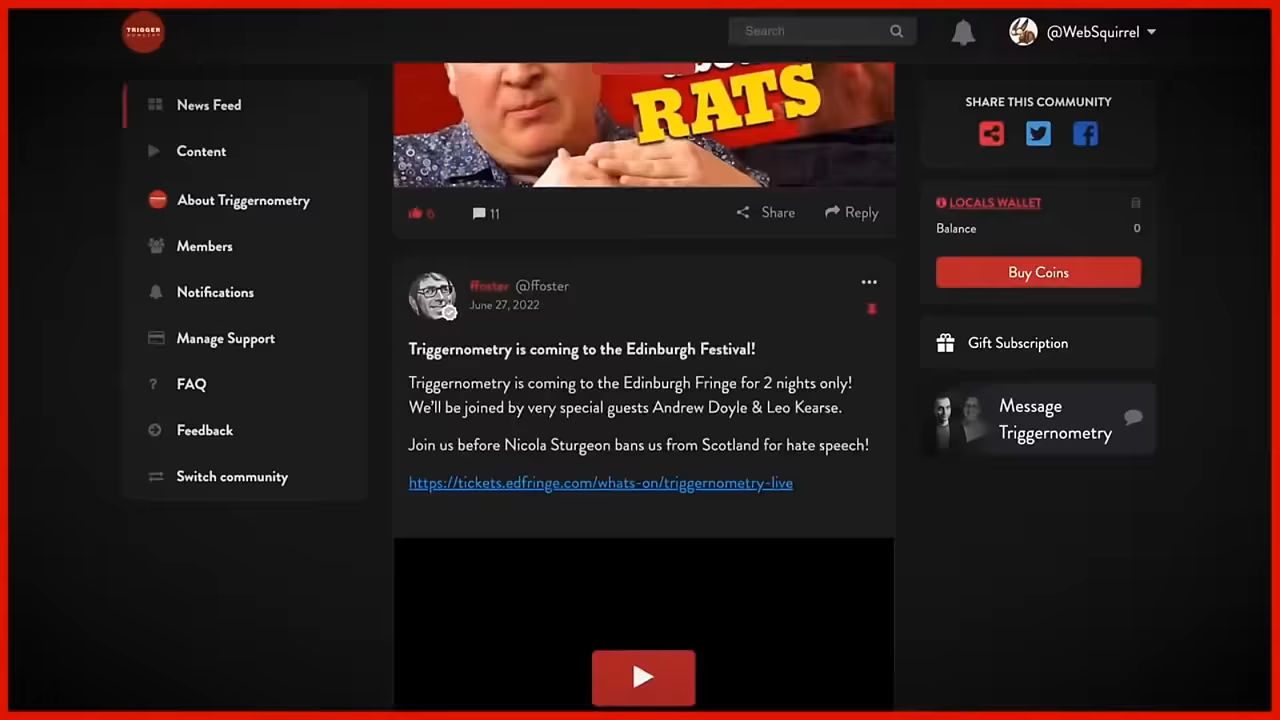 TRIGGER
Search
@WebSquirrel
News Feed
Content
About Triggernometry
Members
Notifications
Manage Support
FAQ
Feedback
Switch community
RATS
6
11
Share
Reply
ffoster @ffoster
June 27, 2022
Triggernometry is coming to the Edinburgh Festival!
Triggernometry is coming to the Edinburgh Fringe for 2 nights only!
We'll be joined by very special guests Andrew Doyle & Leo Kearse.
Join us before Nicola Sturgeon bans us from Scotland for hate speech!
https://tickets.edfringe.com/whats-on/triggernometry-live
SHARE THIS COMMUNITY
LOCALS WALLET
Balance
0
Buy Coins
Gift Subscription
Message
Triggernometry